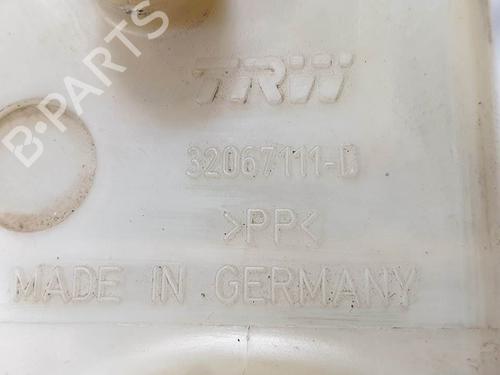 B-PARTS
TRW
32067111-D
>PP<
MADE IN GERMANY